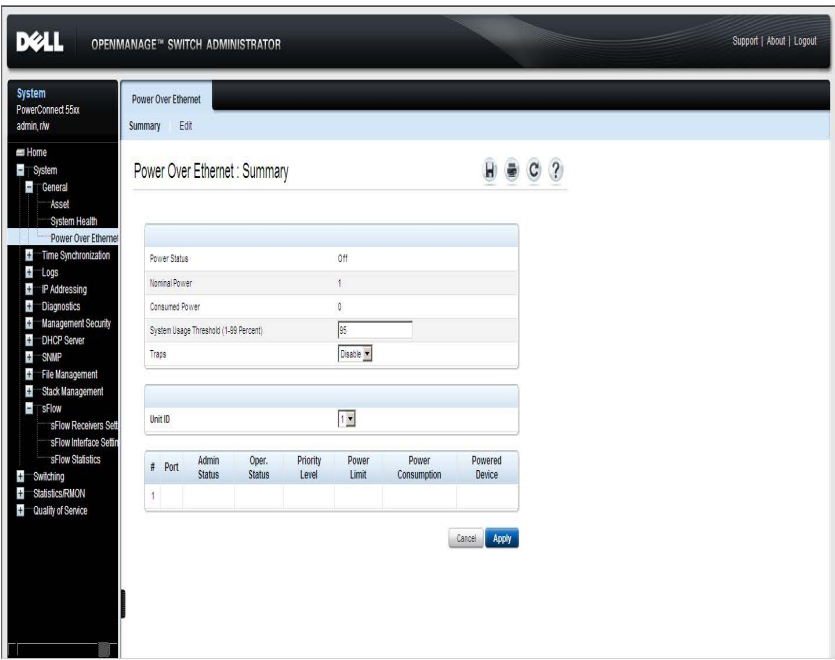 DELL OPENMANAGE™ SWITCH ADMINISTRATOR Support | About | Logout
System
PowerConnect 55xx
admin, r/w
Home
System
General
Asset
System Health
Power Over Ethernet
Time Synchronization
Logs
IP Addressing
Diagnostics
Management Security
DHCP Server
SNMP
File Management
Stack Management
sFlow
sFlow Receivers Sett
sFlow Interface Settin
sFlow Statistics
Switching
Statistics/RMON
Quality of Service
Power Over Ethernet
Summary Edit
Power Over Ethernet : Summary
Power Status Off
Nominal Power 1
Consumed Power 0
System Usage Threshold (1-99 Percent) 95
Traps Disable
Unit ID 1
# Port Admin Status Oper. Status Priority Level Power Limit Power Consumption Powered Device
1
Cancel Apply